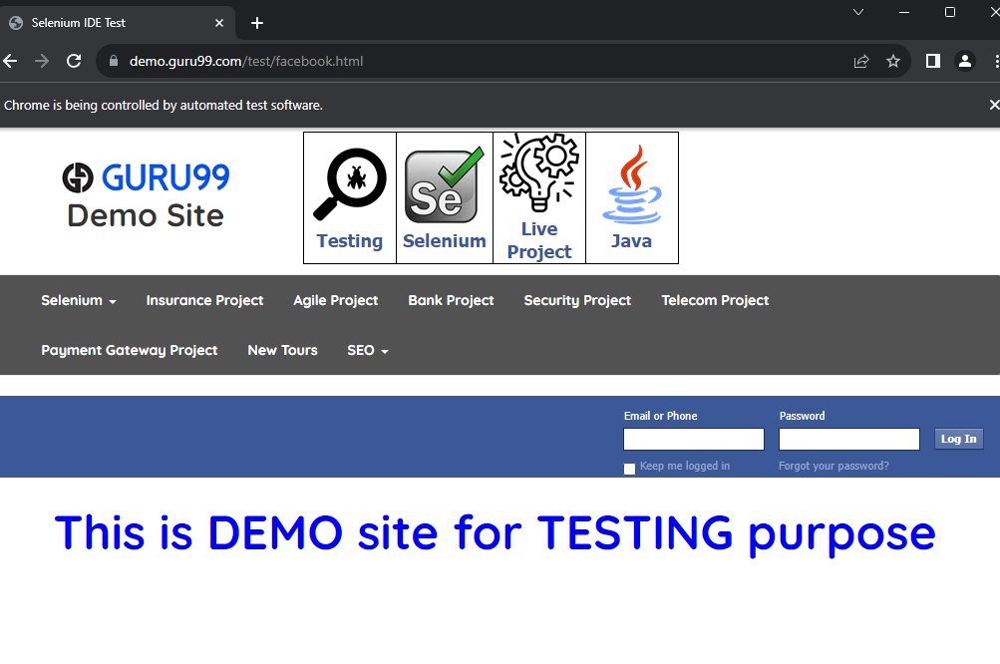 Selenium IDE Test
demo.guru99.com/test/facebook.html
Chrome is being controlled by automated test software.
GURU99
Demo Site
Se
Testing
Selenium
Live
Project
Java
Selenium Insurance Project Agile Project Bank Project Security Project Telecom Project
Payment Gateway Project New Tours SEO
Email or Phone Password
Log In
Keep me logged in Forgot your password?
This is DEMO site for TESTING purpose